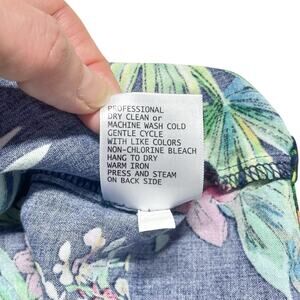 PROFESSIONAL
DRY CLEAN or
MACHINE WASH COLD
GENTLE CYCLE
WITH LIKE COLORS
NON-CHLORINE BLEACH
HANG TO DRY
WARM IRON
PRESS AND STEAM
ON BACK SIDE